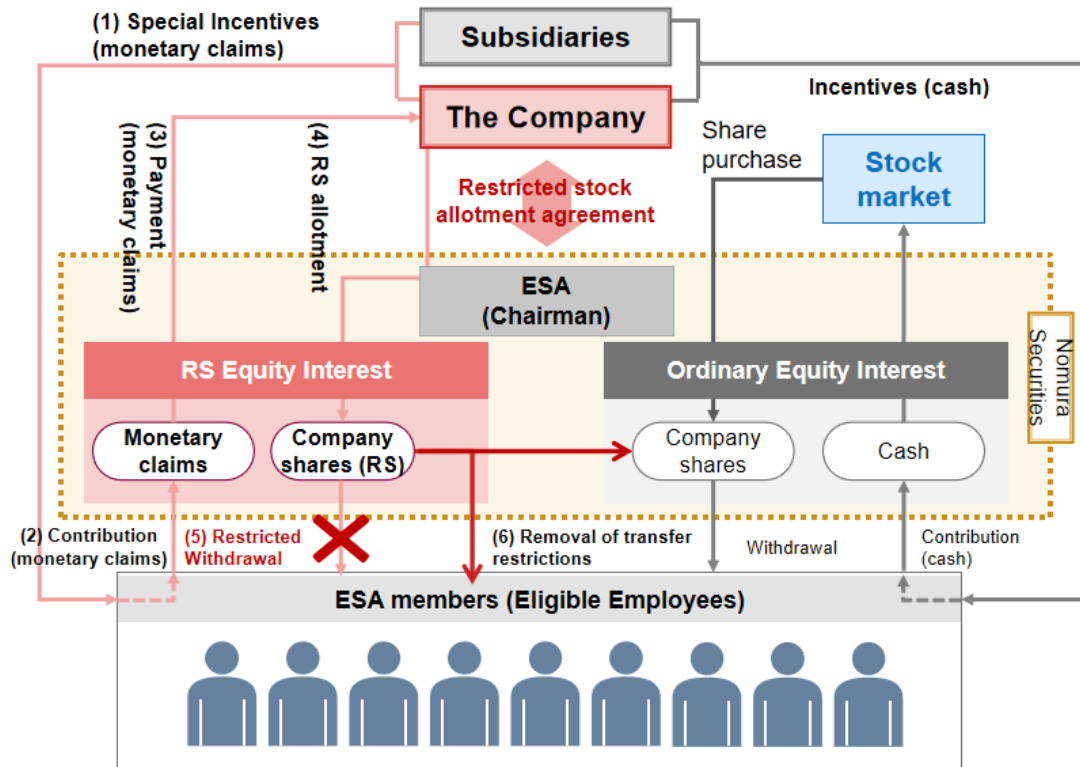 (1) Special Incentives
(monetary claims)
Subsidiaries
The Company
Incentives (cash)
(3) Payment
(monetary claims)
(4) RS allotment
Restricted stock
allotment agreement
Share
purchase
Stock
market
ESA
(Chairman)
Nomura
Securities
RS Equity Interest
Ordinary Equity Interest
Monetary
claims
Company
shares (RS)
Company
shares
Cash
(2) Contribution
(monetary claims)
(5) Restricted
Withdrawal
(6) Removal of transfer
restrictions
Withdrawal
Contribution
(cash)
ESA members (Eligible Employees)